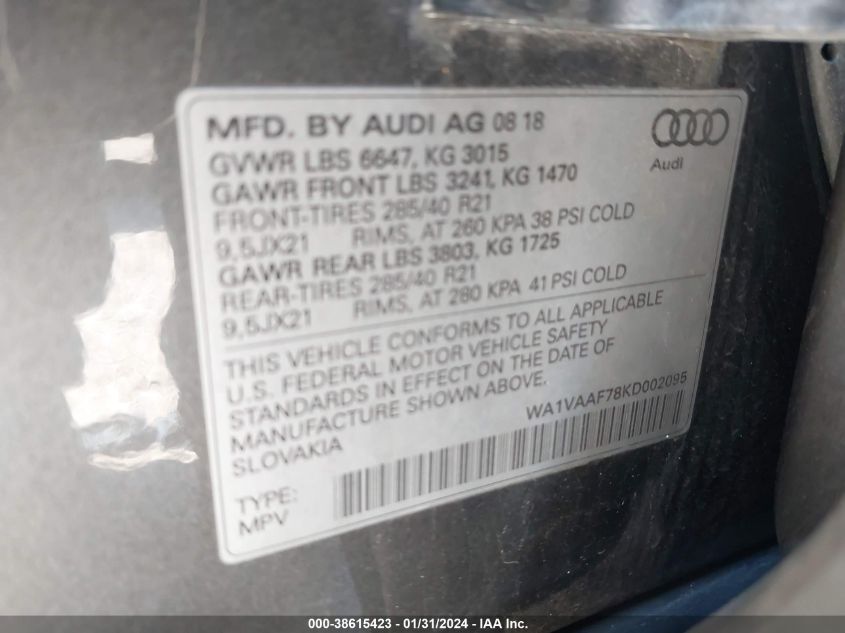 MFD. BY AUDI AG 08 18
Audi
GVWR LBS 6647, KG 3015
GAWR FRONT LBS 3241, KG 1470
FRONT-TIRES 285/40 R21
9,5JX21 RIMS, AT 260 KPA 38 PSI COLD
GAWR REAR LBS 3803, KG 1725
REAR-TIRES 285/40 R21
9,5JX21 RIMS, AT 280 KPA 41 PSI COLD
THIS VEHICLE CONFORMS TO ALL APPLICABLE
U.S. FEDERAL MOTOR VEHICLE SAFETY
STANDARDS IN EFFECT ON THE DATE OF
MANUFACTURE SHOWN ABOVE.
SLOVAKIA
WA1VAAF78KD002095
TYPE:
MPV
000-38615423 - 01/31/2024 - IAA Inc.